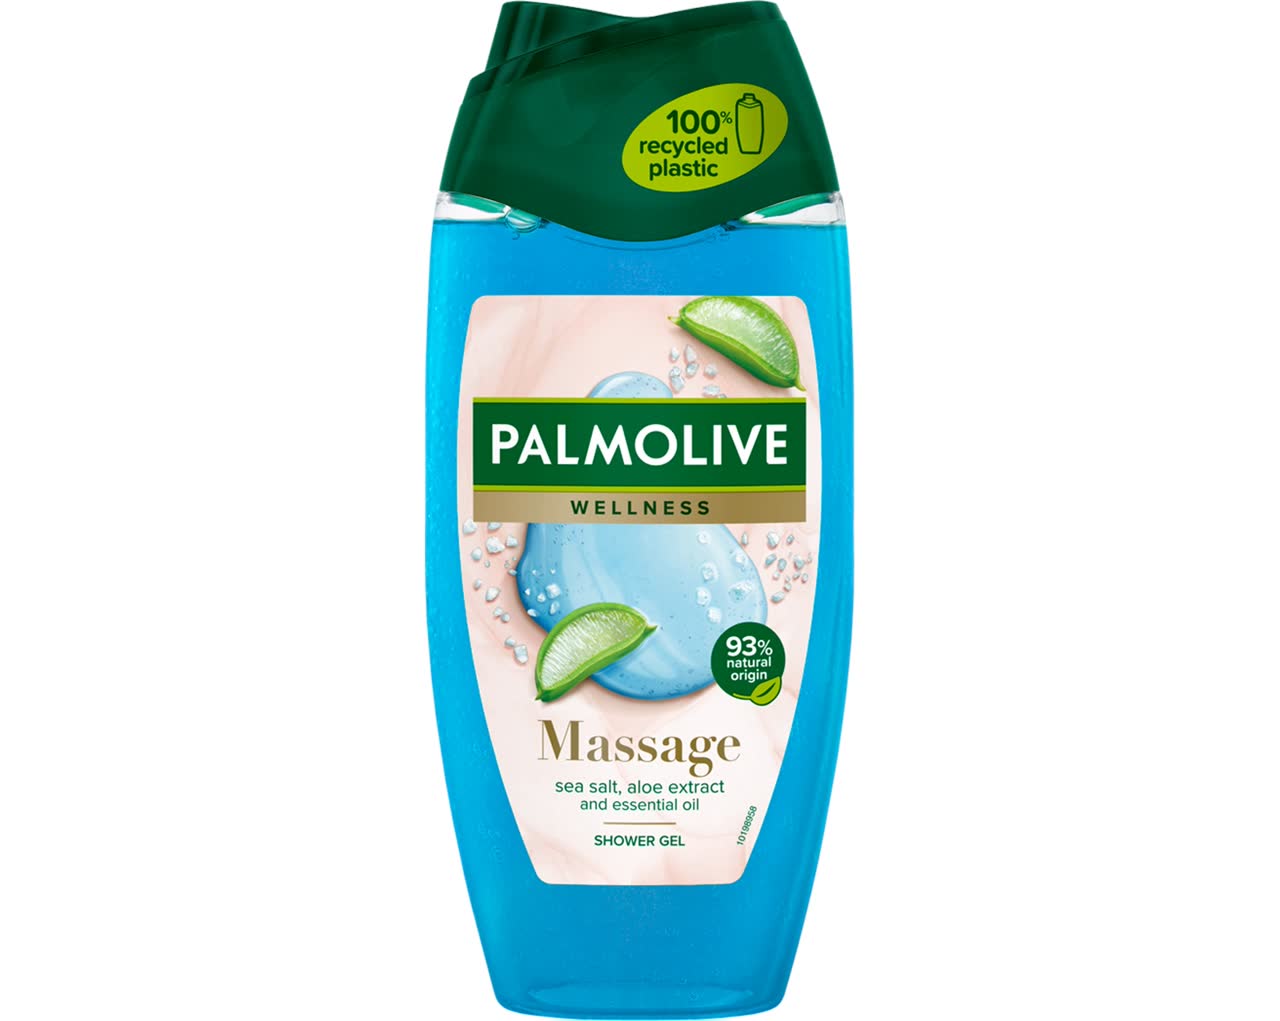 100%
recycled
plastic
PALMOLIVE
WELLNESS
93%
natural
origin
Massage
sea salt, aloe extract
and essential oil
SHOWER GEL
10198958